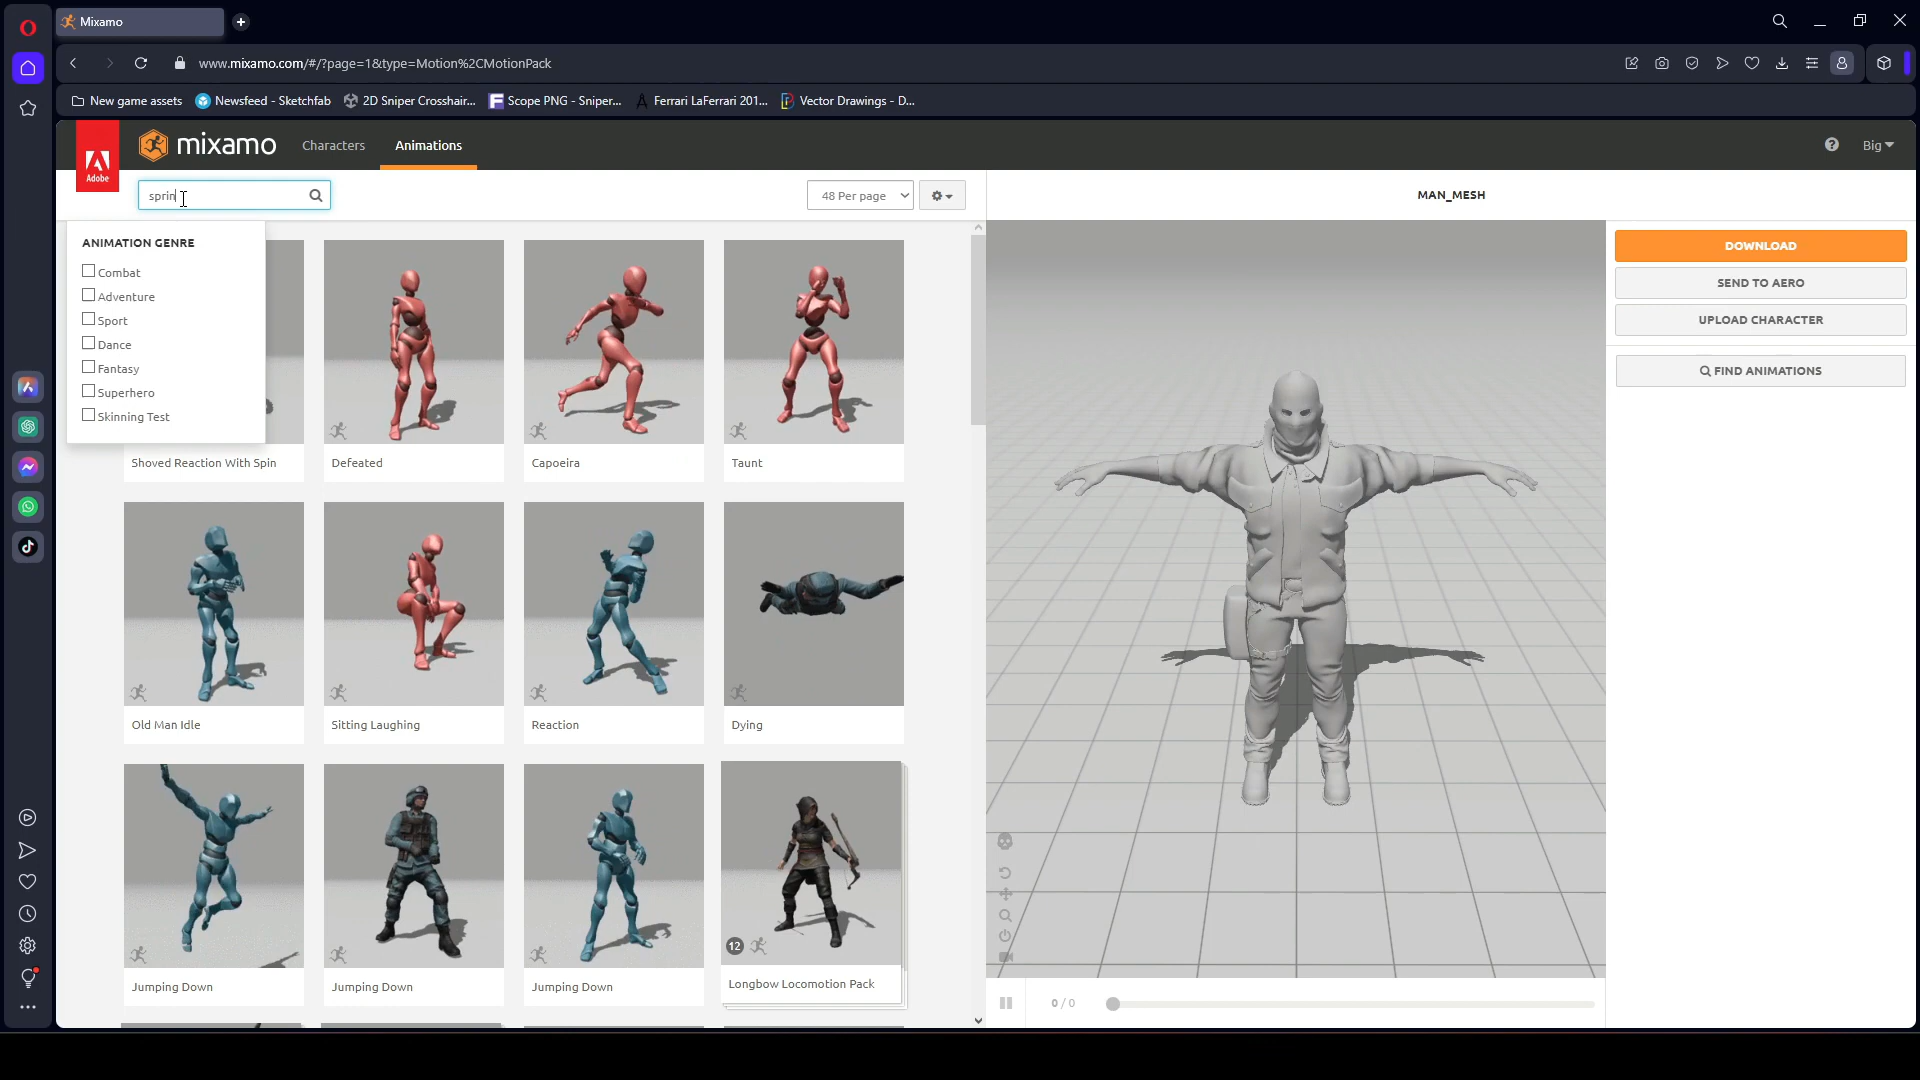 Mixamo
www.mixamo.com/#/?page=1&type=Motion%2CMotionPack
New game assets
Newsfeed - Sketchfab
2D Sniper Crosshair...
Scope PNG - Sniper...
Ferrari LaFerrari 201...
Vector Drawings - D...
Adobe
mixamo
Characters
Animations
Big
sprin
48 Per page
MAN_MESH
ANIMATION GENRE
Combat
Adventure
Sport
Dance
Fantasy
Superhero
Skinning Test
DOWNLOAD
SEND TO AERO
UPLOAD CHARACTER
FIND ANIMATIONS
Shoved Reaction With Spin
Defeated
Capoeira
Taunt
Old Man Idle
Sitting Laughing
Reaction
Dying
12
Jumping Down
Jumping Down
Jumping Down
Longbow Locomotion Pack
0 / 0